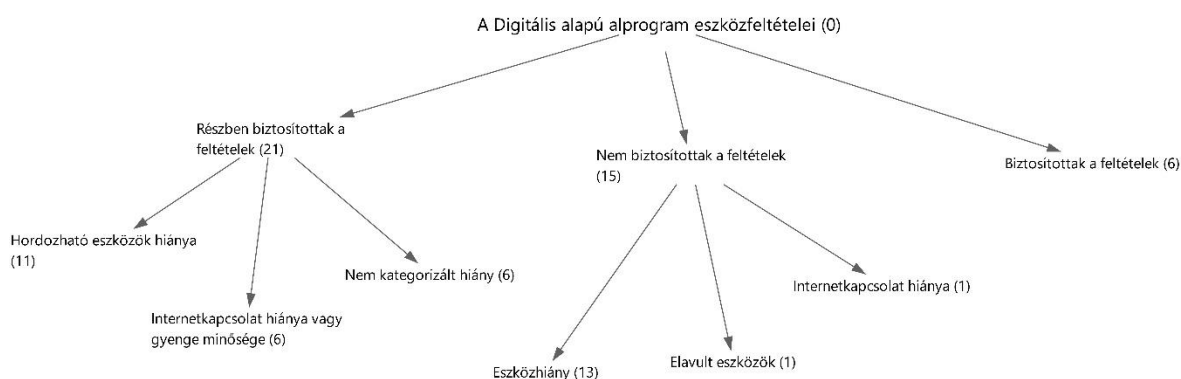 A Digitális alapú alprogram eszközfeltételei (0)
Részben biztosítottak a
feltételek (21)
Nem biztosítottak a feltételek
(15)
Biztosítottak a feltételek (6)
Hordozható eszközök hiánya
(11)
Nem kategorizált hiány (6)
Internetkapcsolat hiánya vagy
gyenge minősége (6)
Internetkapcsolat hiánya (1)
Elavult eszközök (1)
Eszközhiány (13)